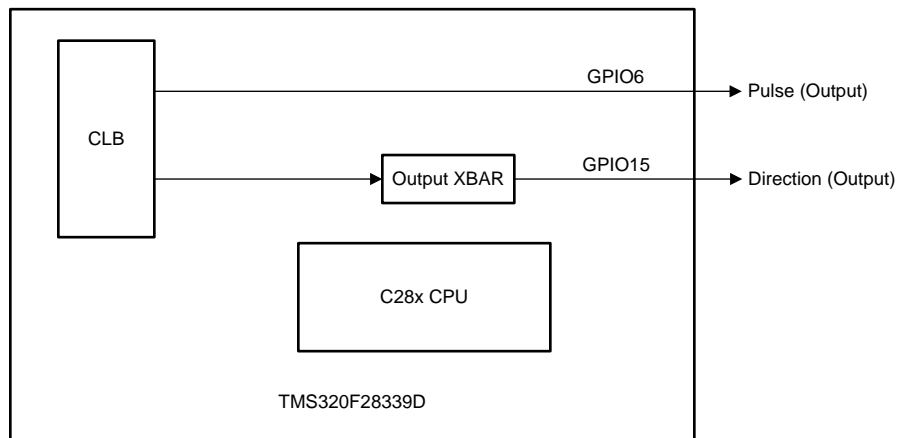 GPIO6
Pulse (Output)
CLB
GPIO15
Output XBAR
Direction (Output)
C28x CPU
TMS320F28339D